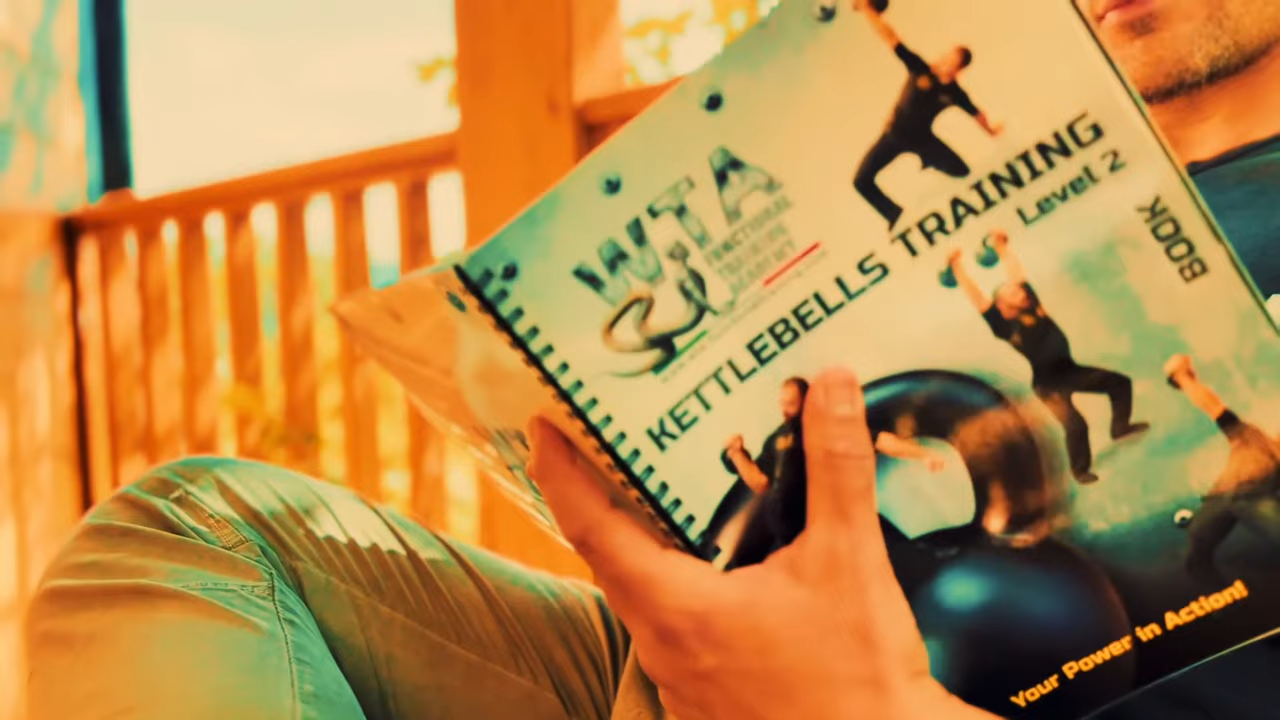 WTA
FUNCTIONAL
TRAINING
ACADEMY
KETTLEBELLS TRAINING
Level 2
BOOK
Your Power in Action!